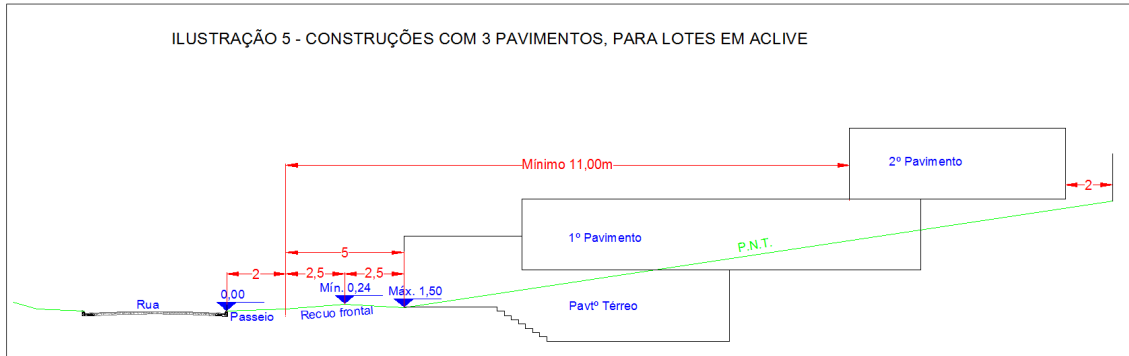 ILUSTRAÇÃO 5 - CONSTRUÇÕES COM 3 PAVIMENTOS, PARA LOTES EM ACLIVE
Mínimo 11,00m
2º Pavimento
2
1º Pavimento
P.N.T.
5
2
2,5
2,5
0,00
Mín. 0,24
Máx. 1,50
Rua
Passeio
Recuo frontal
Pavtº Térreo